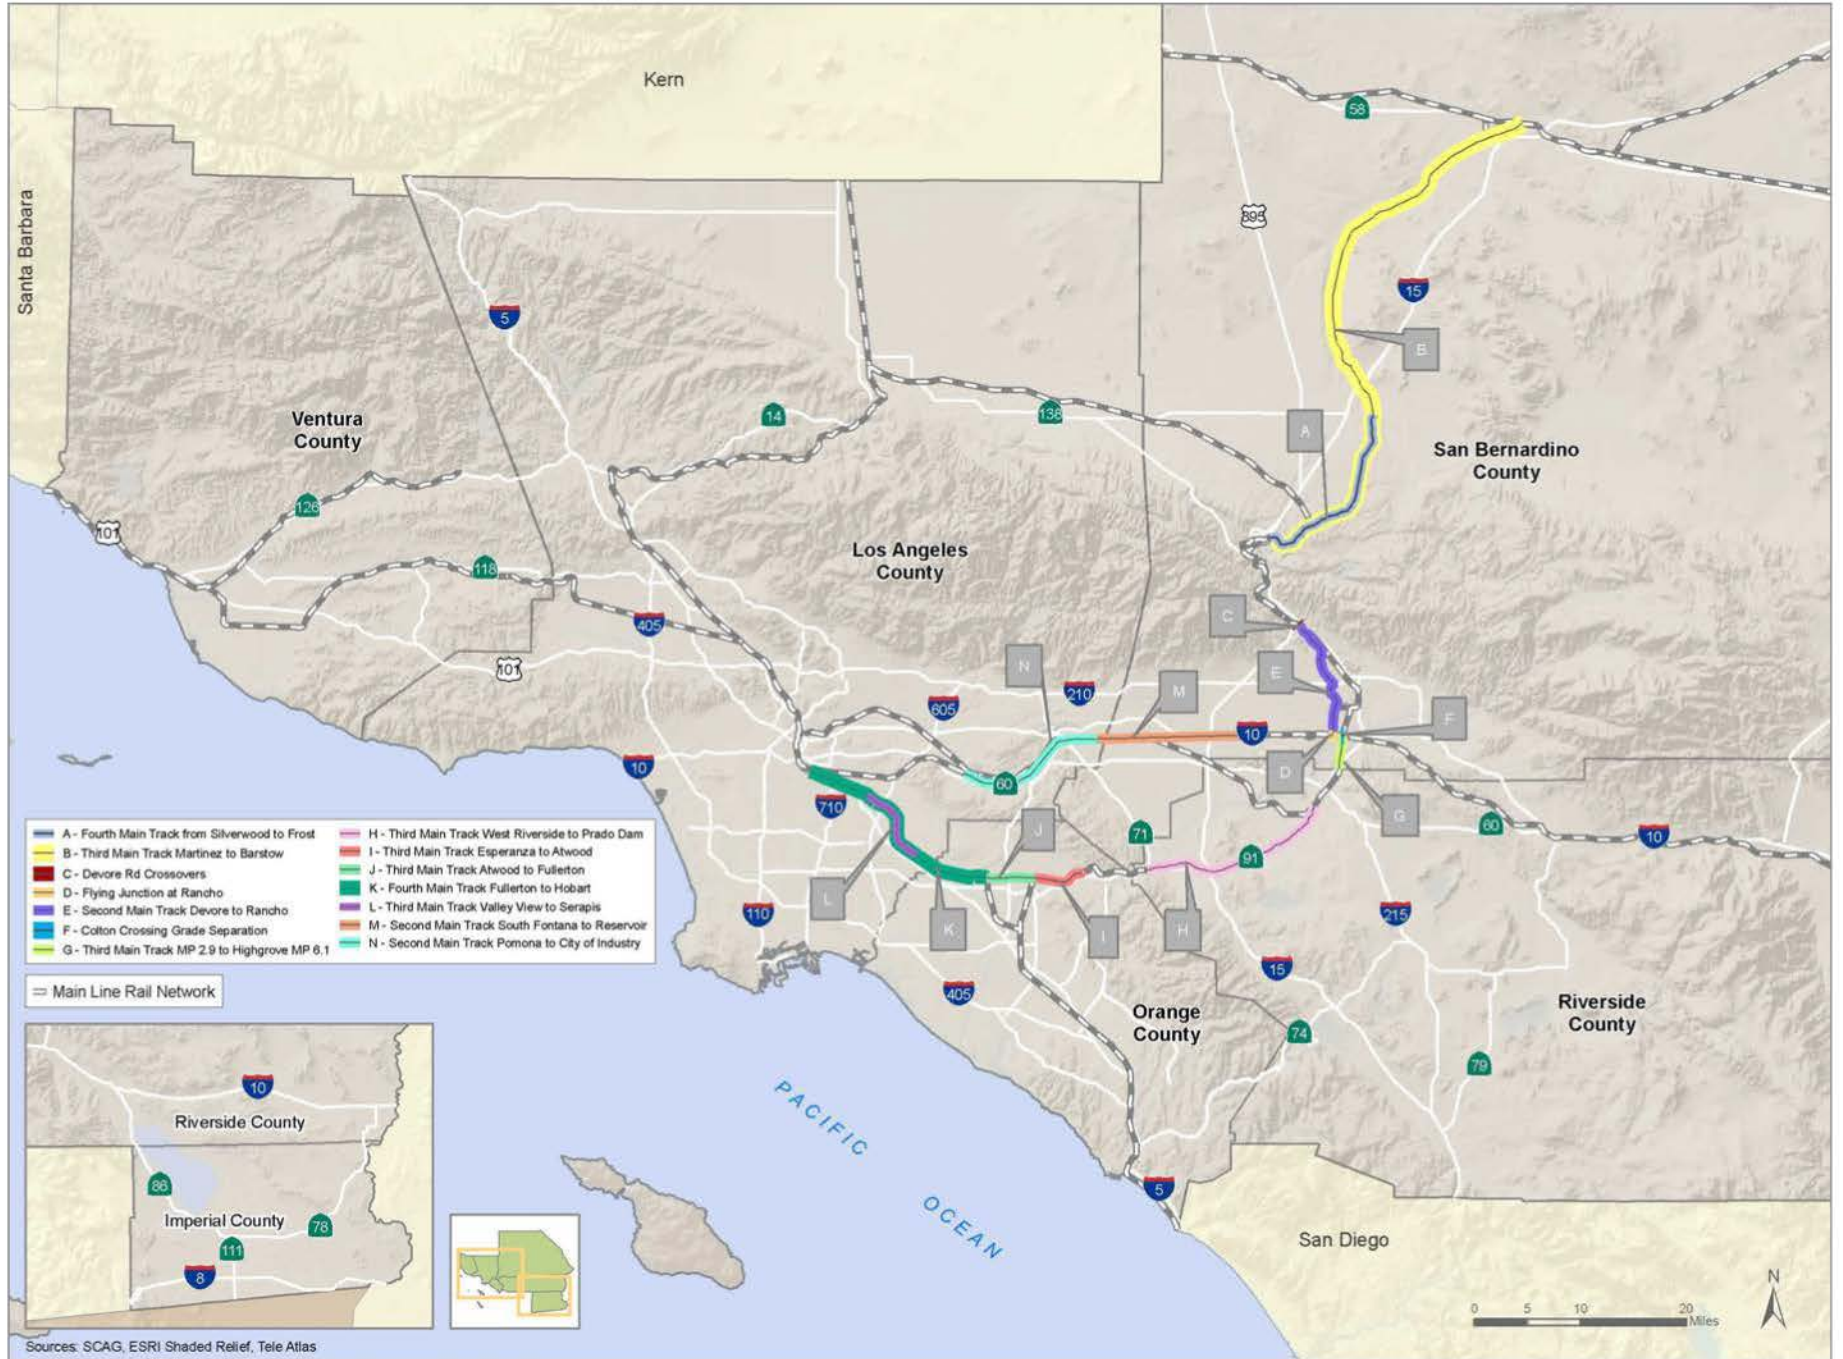 Kern
Santa Barbara
58
395
15
5
B
Ventura
County
14
138
A
San Bernardino
County
126
101
Los Angeles
County
118
C
405
N
E
101
M
210
605
F
10
10
D
60
710
J
G
60
71
10
91
L
110
K
I
H
215
15
405
Orange
County
Riverside
County
74
79
A - Fourth Main Track from Silverwood to Frost
B - Third Main Track Martinez to Barstow
C - Devore Rd Crossovers
D - Flying Junction at Rancho
E - Second Main Track Devore to Rancho
F - Colton Crossing Grade Separation
G - Third Main Track MP 2.9 to Highgrove MP 6.1
H - Third Main Track West Riverside to Prado Dam
I - Third Main Track Esperanza to Atwood
J - Third Main Track Atwood to Fullerton
K - Fourth Main Track Fullerton to Hobart
L - Third Main Track Valley View to Serapis
M - Second Main Track South Fontana to Reservoir
N - Second Main Track Pomona to City of Industry
Main Line Rail Network
10
Riverside County
86
Imperial County
78
111
8
PACIFIC
OCEAN
5
San Diego
N
0 5 10 20
Miles
Sources: SCAG, ESRI Shaded Relief, Tele Atlas